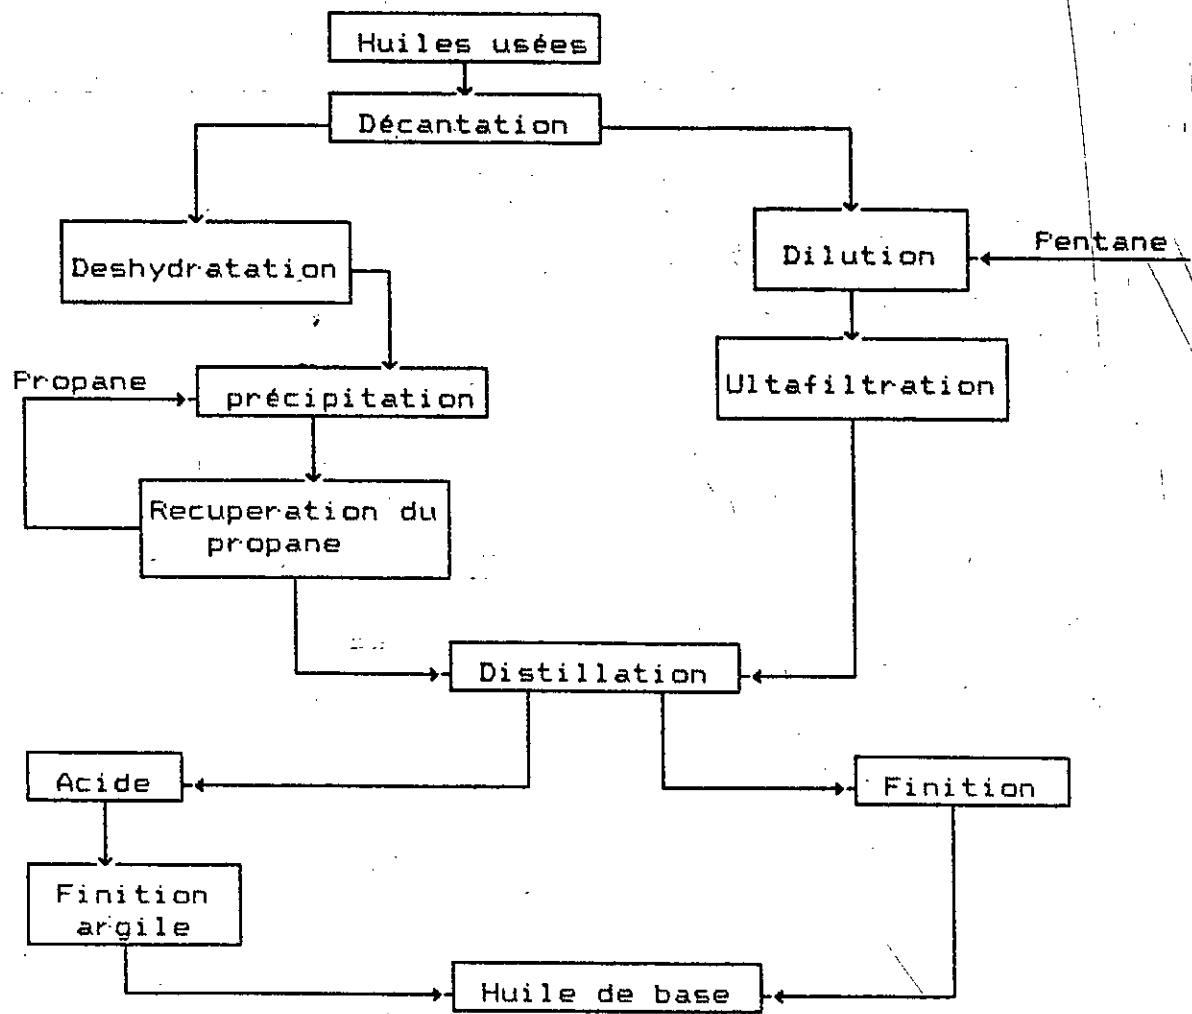 Huiles usées
Décantation
Deshydratation
Dilution
Pentane
Propane
précipitation
Ultafiltration
Recuperation du
propane
Distillation
Acide
Finition
Finition
argile
Huile de base